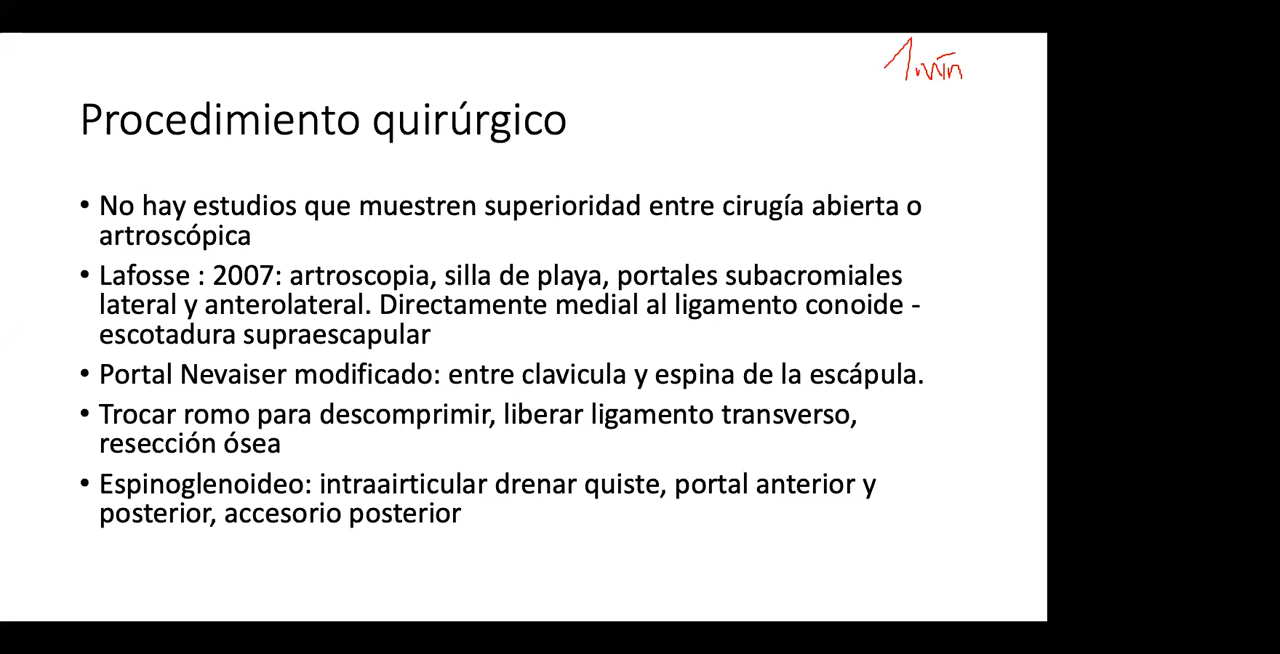 1 min
Procedimiento quirúrgico
• No hay estudios que muestren superioridad entre cirugía abierta o
artroscópica
• Lafosse : 2007: artroscopia, silla de playa, portales subacromiales
lateral y anterolateral. Directamente medial al ligamento conoide -
escotadura supraescapular
• Portal Nevaiser modificado: entre clavicula y espina de la escápula.
• Trocar romo para descomprimir, liberar ligamento transverso,
resección ósea
• Espinoglenoideo: intraairticular drenar quiste, portal anterior y
posterior, accesorio posterior